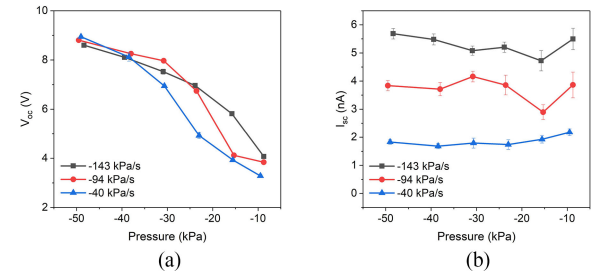 (a)
10
8
6
4
2
V_oc (V)
-143 kPa/s
-94 kPa/s
-40 kPa/s
-50 -40 -30 -20 -10
Pressure (kPa)
(a)
(b)
6
5
4
3
2
1
0
I_sc (nA)
-143 kPa/s
-94 kPa/s
-40 kPa/s
-50 -40 -30 -20 -10
Pressure (kPa)
(b)